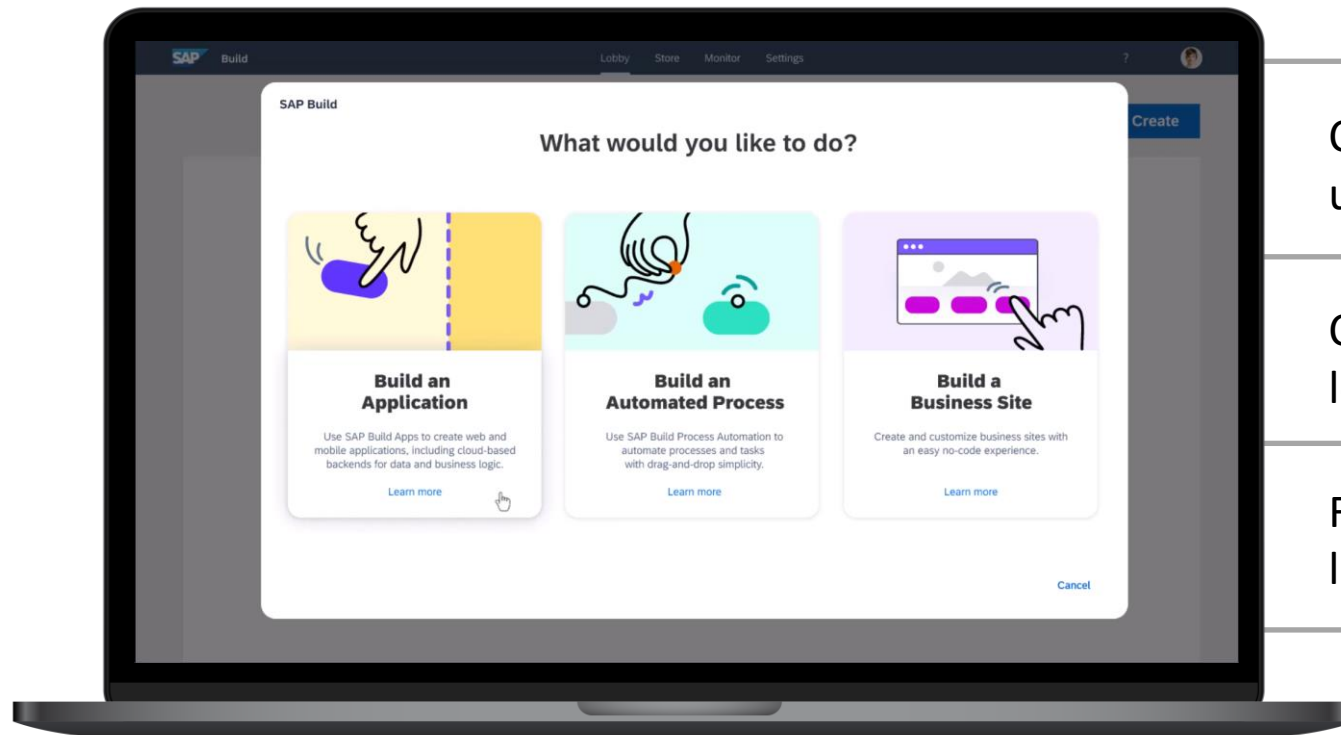 SAP Build
Lobby Store Monitor Settings
?
Create
SAP Build
What would you like to do?
Build an
Application
Use SAP Build Apps to create web and
mobile applications, including cloud-based
backends for data and business logic.
Learn more
Build an
Automated Process
Use SAP Build Process Automation to
automate processes and tasks
with drag-and-drop simplicity.
Learn more
Build a
Business Site
Create and customize business sites with
an easy no-code experience.
Learn more
Cancel